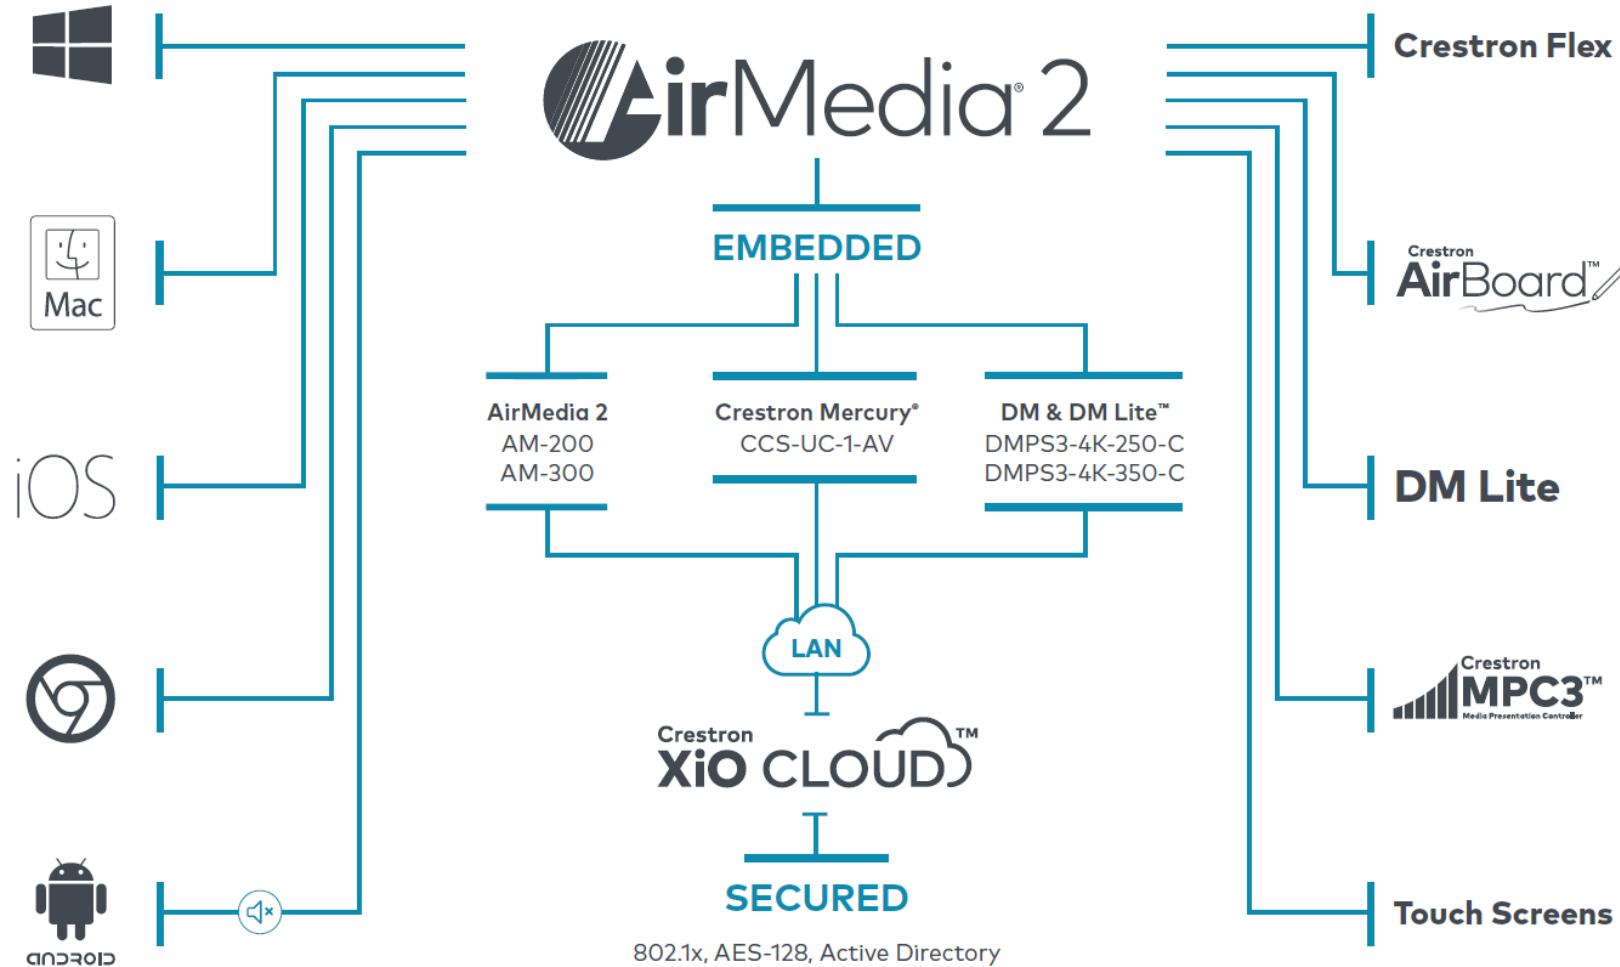 AirMedia® 2
Crestron Flex
EMBEDDED
Mac
Crestron
AirBoard™
AirMedia 2
AM-200
AM-300
Crestron Mercury®
CCS-UC-1-AV
DM & DM Lite™
DMPS3-4K-250-C
DMPS3-4K-350-C
iOS
DM Lite
LAN
Crestron
XiO CLOUD™
Crestron
MPC3™
Media Presentation Controller
SECURED
802.1x, AES-128, Active Directory
ANDROID
Touch Screens